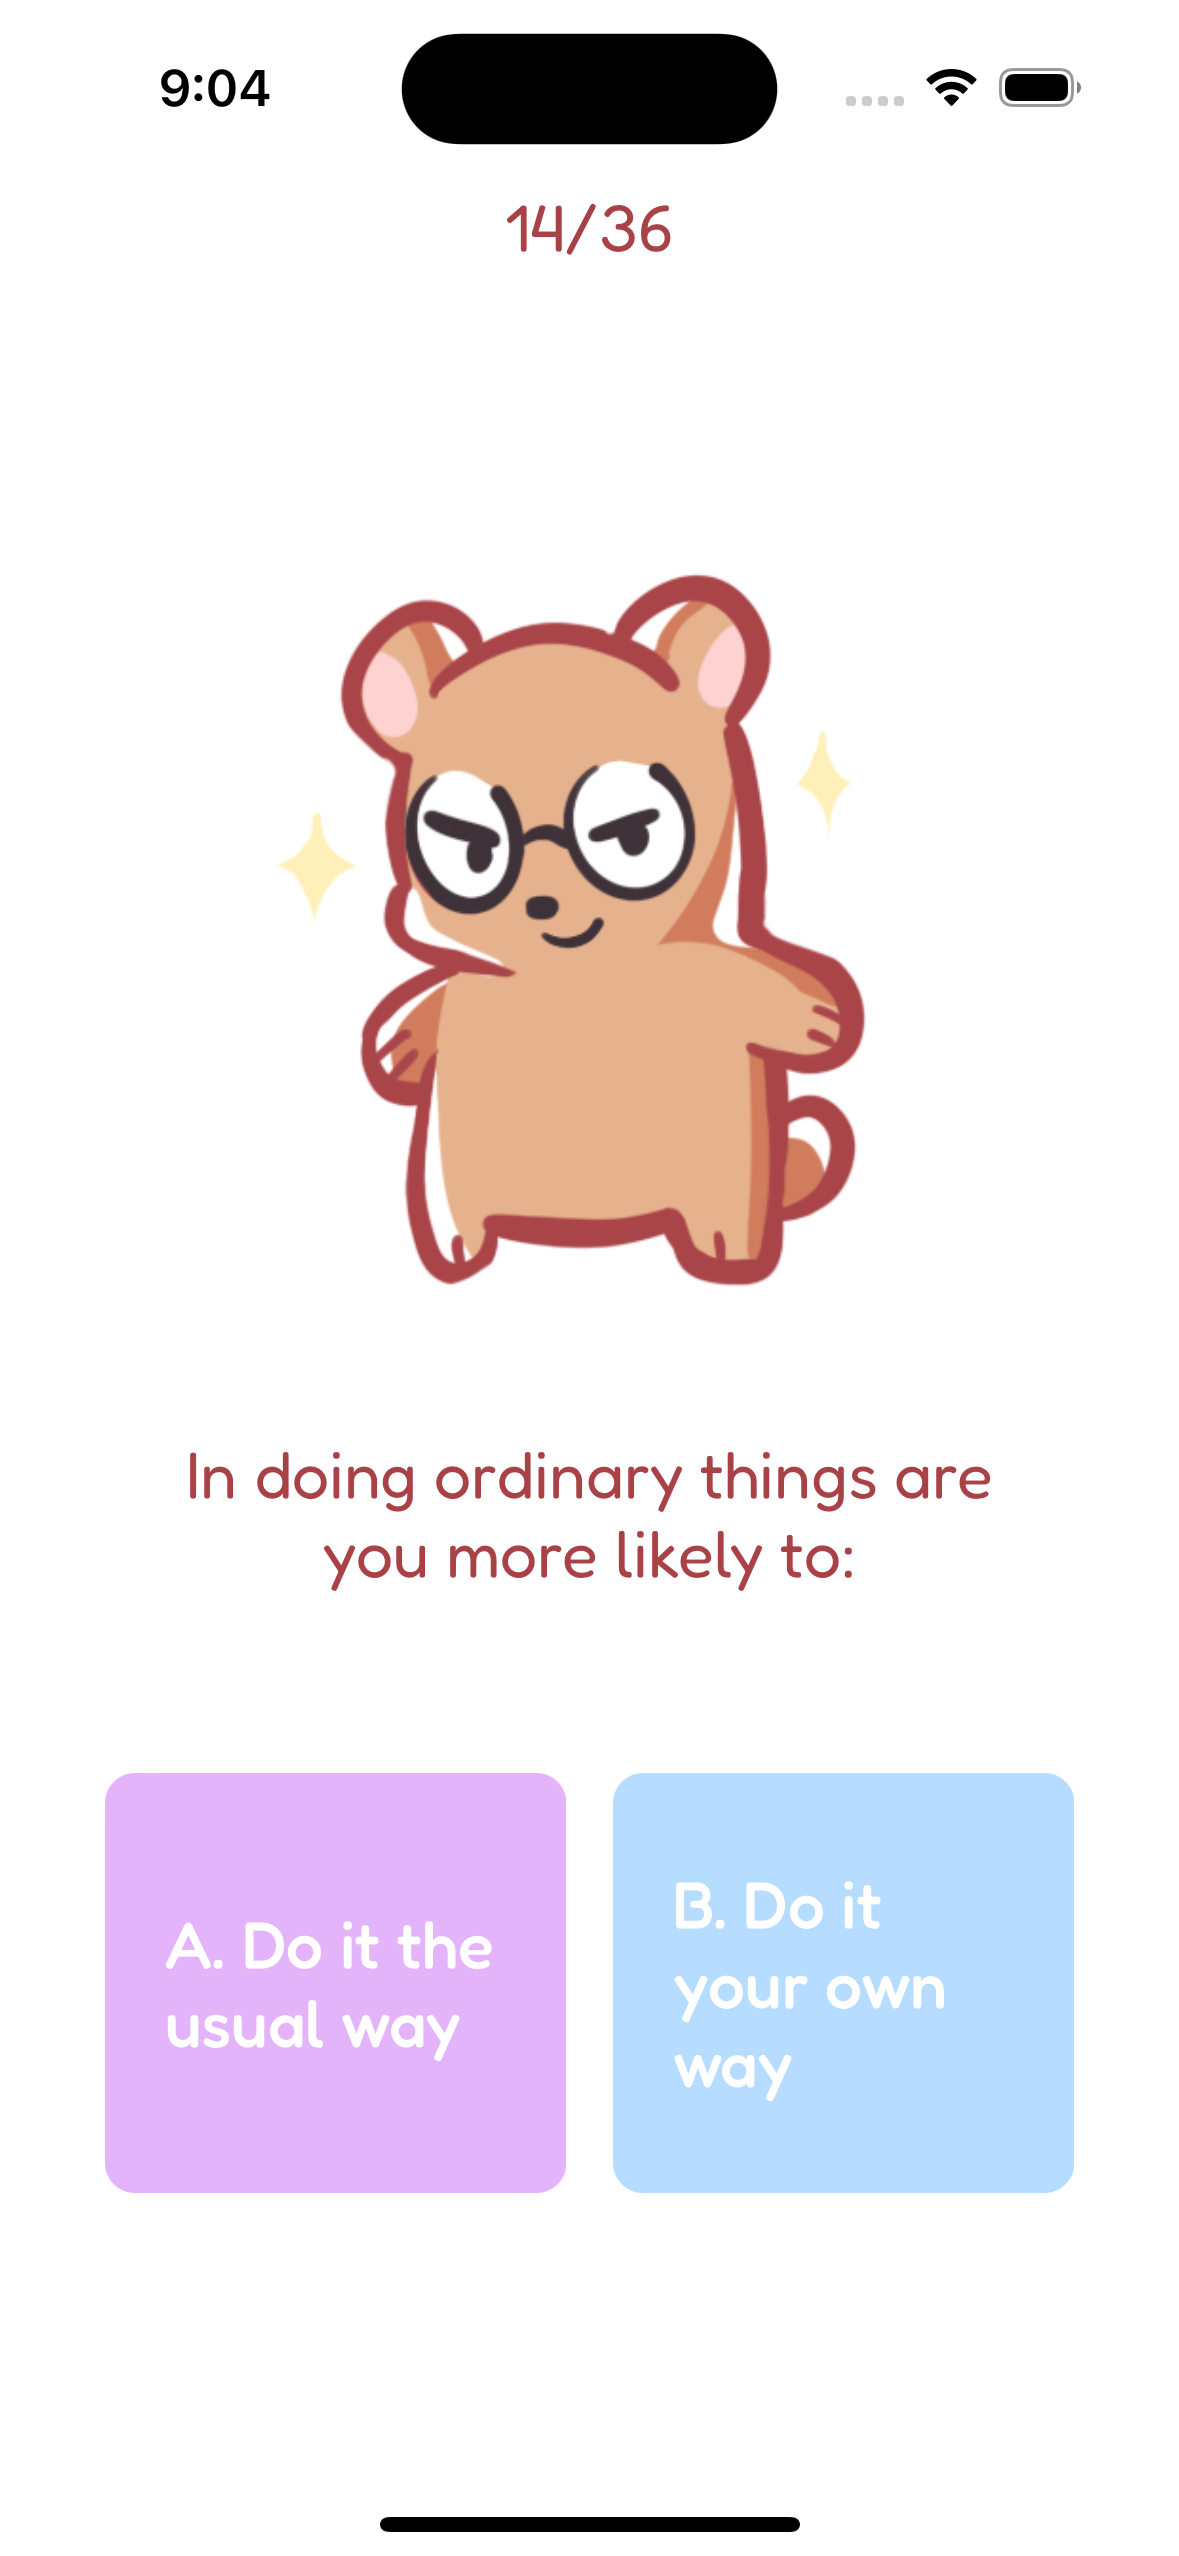 9:04
14/36
In doing ordinary things are
you more likely to:
A. Do it the
usual way
B. Do it
your own
way